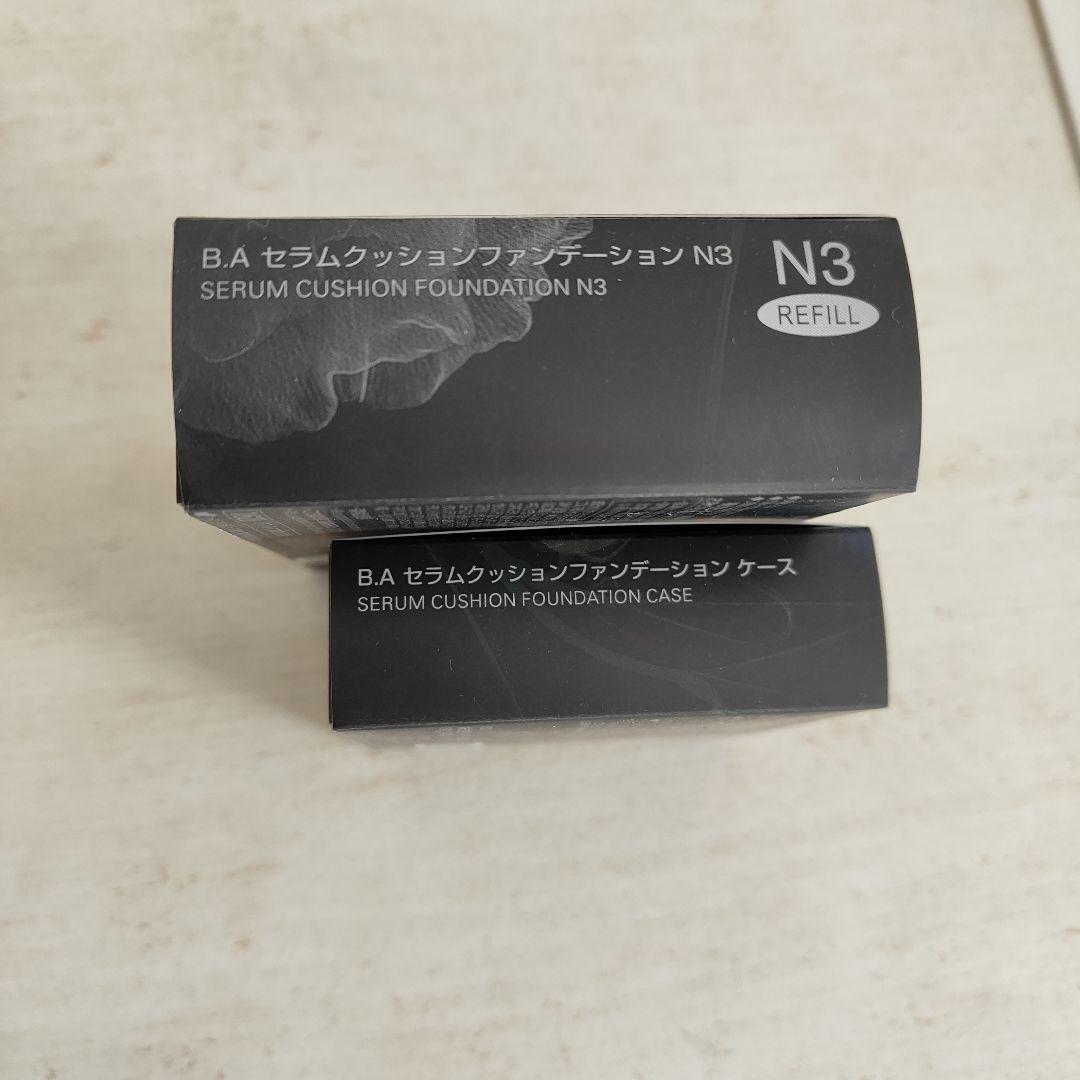 B.A セラムクッションファンデーション N3
SERUM CUSHION FOUNDATION N3
N3
REFILL
B.A セラムクッションファンデーション ケース
SERUM CUSHION FOUNDATION CASE